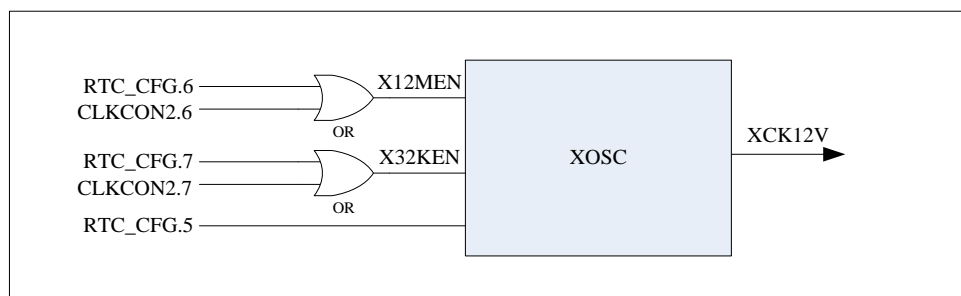 RTC_CFG.6
CLKCON2.6
OR
X12MEN
RTC_CFG.7
CLKCON2.7
OR
X32KEN
RTC_CFG.5
XOSC
XCK12V